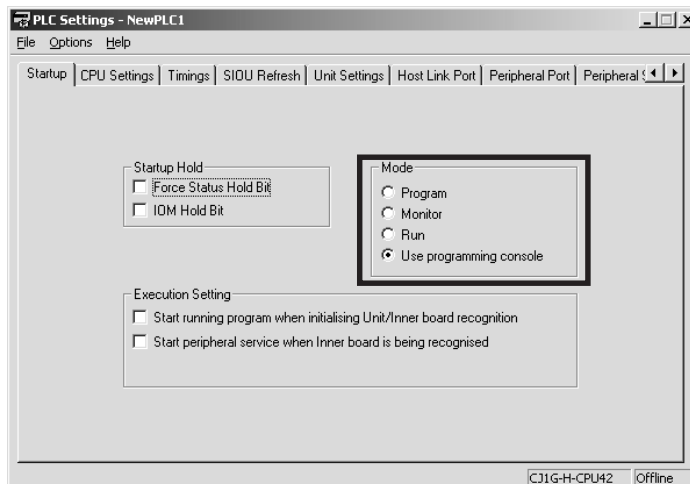 PLC Settings - NewPLC1
File Options Help
Startup CPU Settings Timings SIOU Refresh Unit Settings Host Link Port Peripheral Port Peripheral
Startup Hold
Force Status Hold Bit
IOM Hold Bit
Mode
Program
Monitor
Run
Use programming console
Execution Setting
Start running program when initialising Unit/Inner board recognition
Start peripheral service when Inner board is being recognised
CJ1G-H-CPU42 Offline